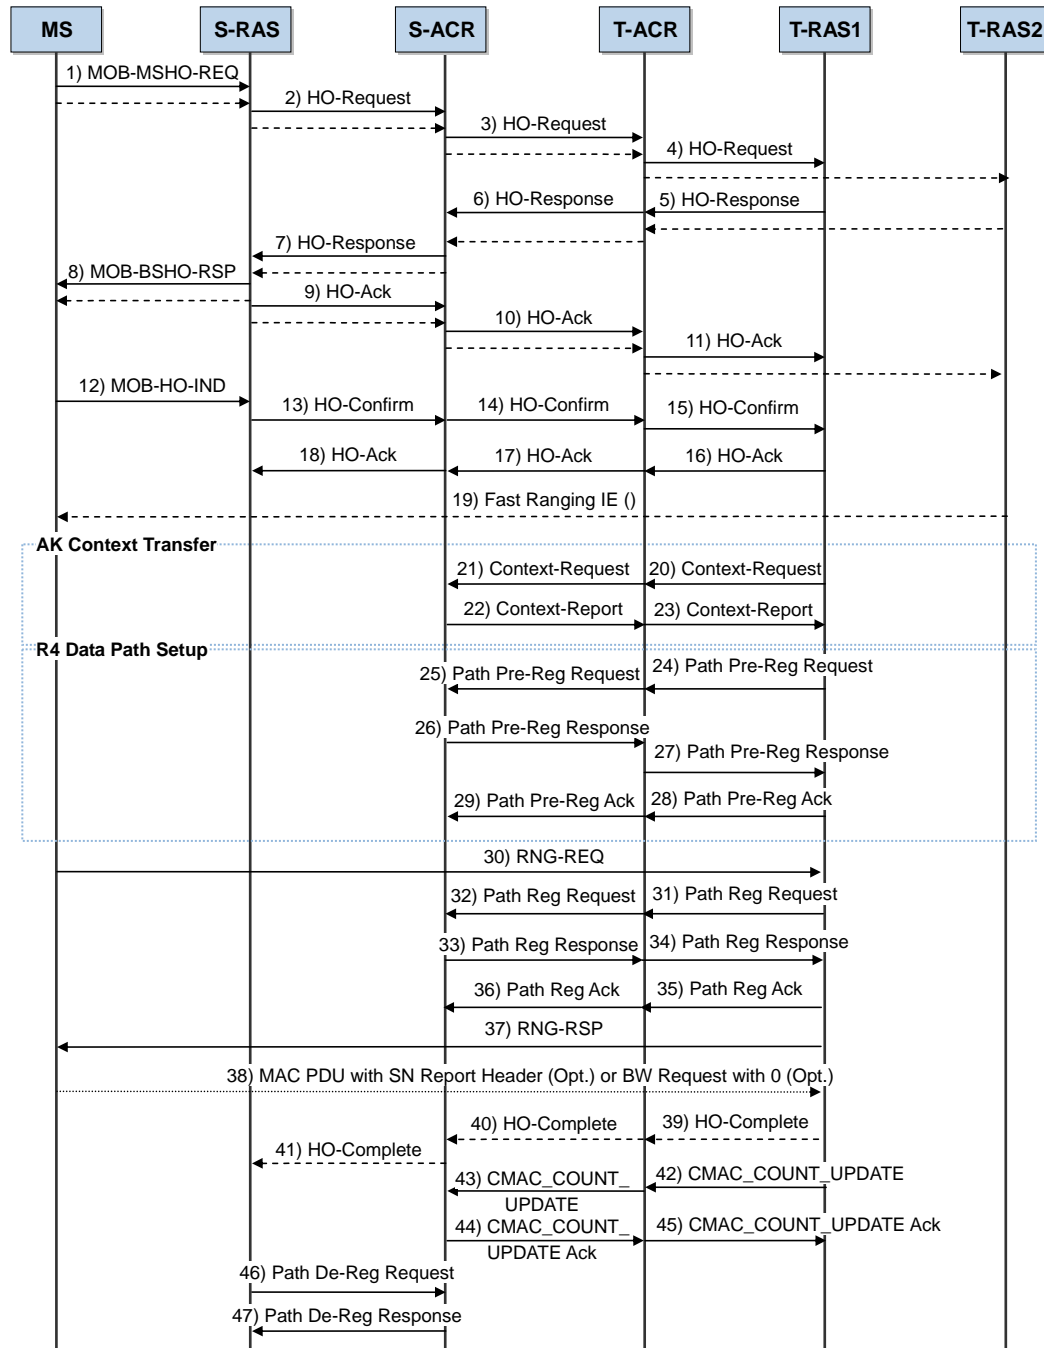 MS
S-RAS
S-ACR
T-ACR
T-RAS1
T-RAS2
1) MOB-MSHO-REQ
2) HO-Request
3) HO-Request
4) HO-Request
6) HO-Response
5) HO-Response
7) HO-Response
8) MOB-BSHO-RSP
9) HO-Ack
10) HO-Ack
11) HO-Ack
12) MOB-HO-IND
13) HO-Confirm
14) HO-Confirm
15) HO-Confirm
18) HO-Ack
17) HO-Ack
16) HO-Ack
19) Fast Ranging IE ()
AK Context Transfer
21) Context-Request
20) Context-Request
22) Context-Report
23) Context-Report
R4 Data Path Setup
25) Path Pre-Reg Request
24) Path Pre-Reg Request
26) Path Pre-Reg Response
27) Path Pre-Reg Response
29) Path Pre-Reg Ack
28) Path Pre-Reg Ack
30) RNG-REQ
32) Path Reg Request
31) Path Reg Request
33) Path Reg Response
34) Path Reg Response
36) Path Reg Ack
35) Path Reg Ack
37) RNG-RSP
38) MAC PDU with SN Report Header (Opt.) or BW Request with 0 (Opt.)
40) HO-Complete
39) HO-Complete
41) HO-Complete
43) CMAC_COUNT_
UPDATE
42) CMAC_COUNT_UPDATE
44) CMAC_COUNT_
UPDATE Ack
45) CMAC_COUNT_UPDATE Ack
46) Path De-Reg Request
47) Path De-Reg Response